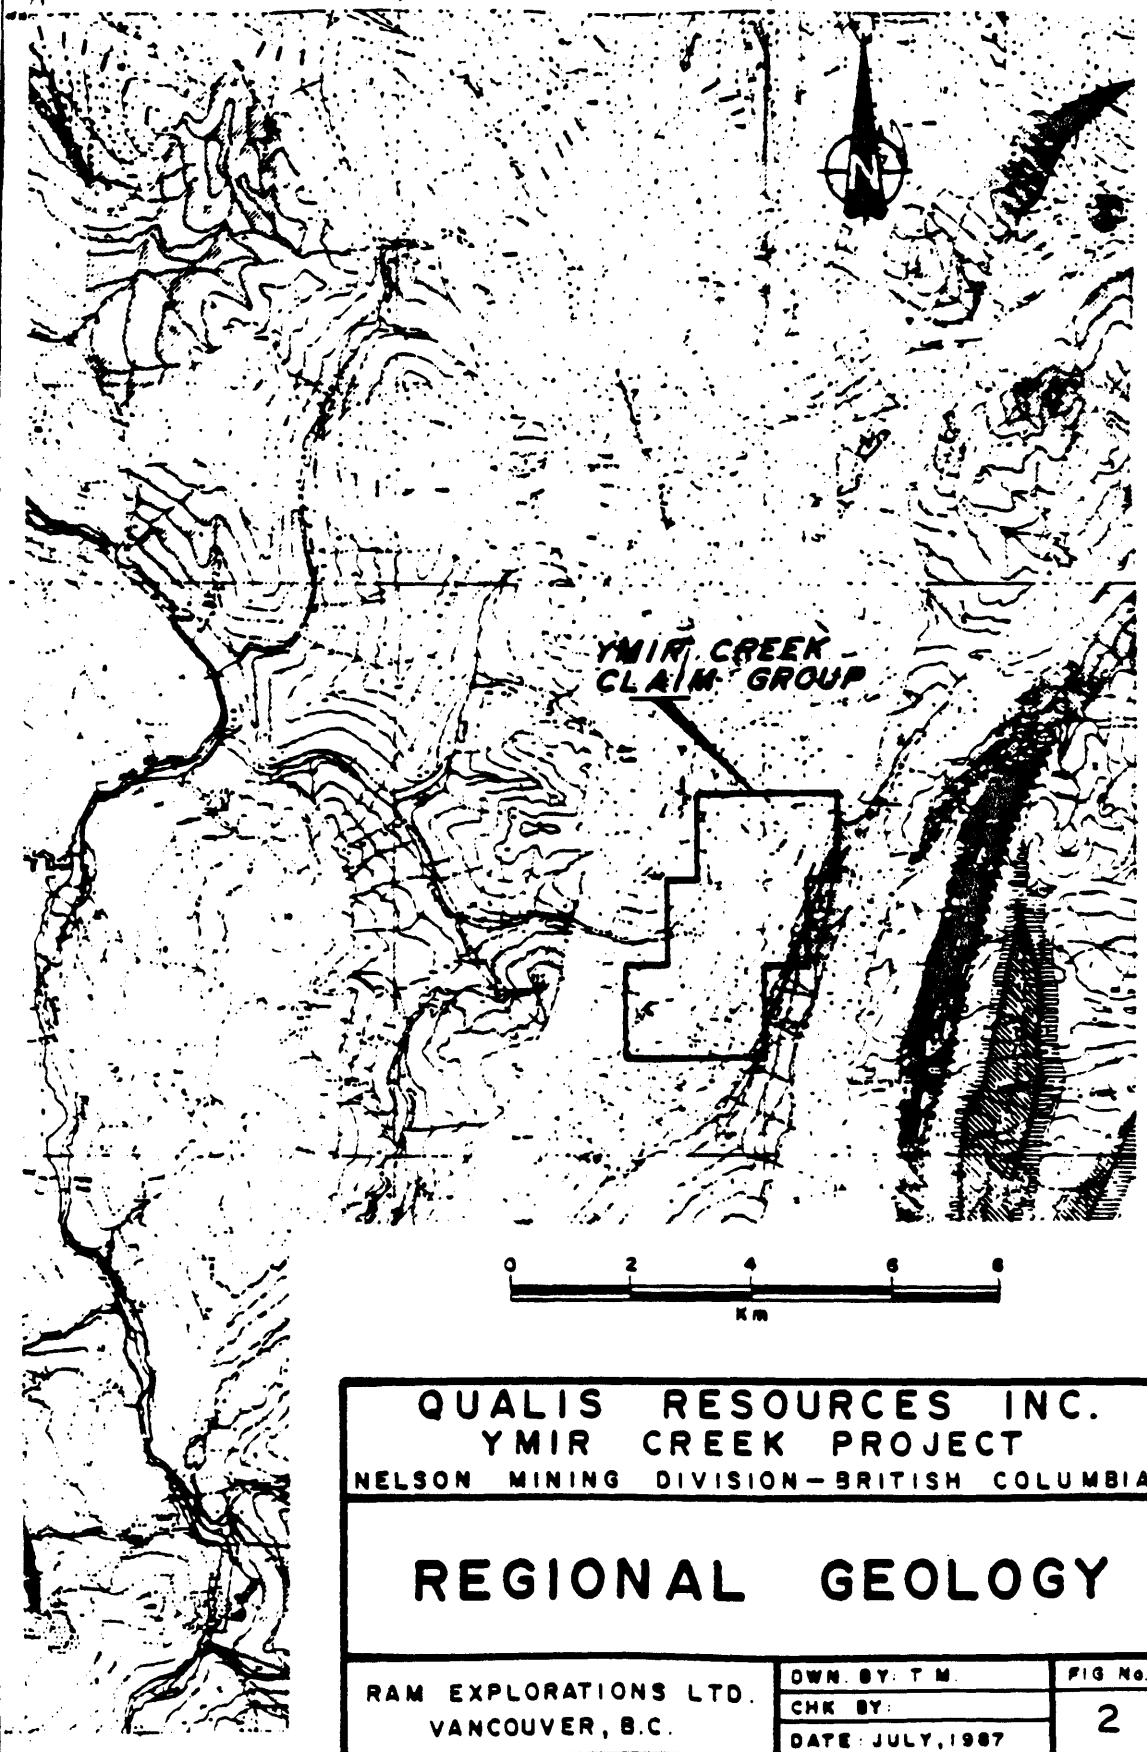 N
YMIR CREEK
CLAIM GROUP
0 2 4 6 8
Km
QUALIS RESOURCES INC.
YMIR CREEK PROJECT
NELSON MINING DIVISION-BRITISH COLUMBIA
REGIONAL GEOLOGY
RAM EXPLORATIONS LTD.
VANCOUVER, B.C.
DWN. BY: T M.
CHK BY:
DATE: JULY, 1987
FIG No.
2